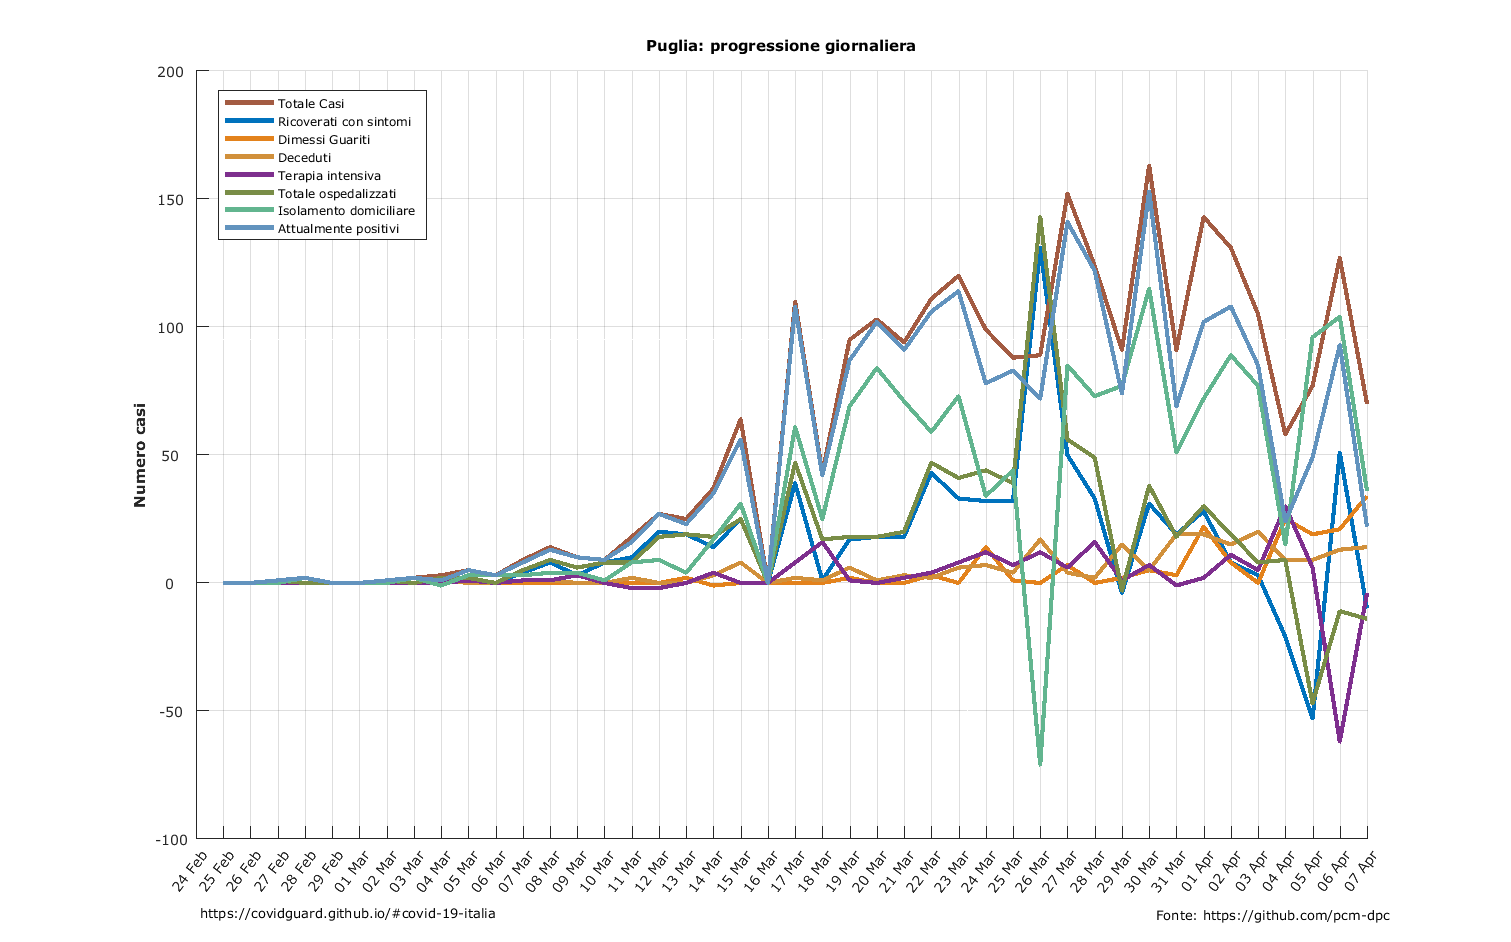 Puglia: progressione giornaliera
200
150
100
50
0
-50
-100
Numero casi
Totale Casi
Ricoverati con sintomi
Dimessi Guariti
Deceduti
Terapia intensiva
Totale ospedalizzati
Isolamento domiciliare
Attualmente positivi
24 Feb
25 Feb
26 Feb
27 Feb
28 Feb
29 Feb
01 Mar
02 Mar
03 Mar
04 Mar
05 Mar
06 Mar
07 Mar
08 Mar
09 Mar
10 Mar
11 Mar
12 Mar
13 Mar
14 Mar
15 Mar
16 Mar
17 Mar
18 Mar
19 Mar
20 Mar
21 Mar
22 Mar
23 Mar
24 Mar
25 Mar
26 Mar
27 Mar
28 Mar
29 Mar
30 Mar
31 Mar
01 Apr
02 Apr
03 Apr
04 Apr
05 Apr
06 Apr
07 Apr
https://covidguard.github.io/#covid-19-italia
Fonte: https://github.com/pcm-dpc